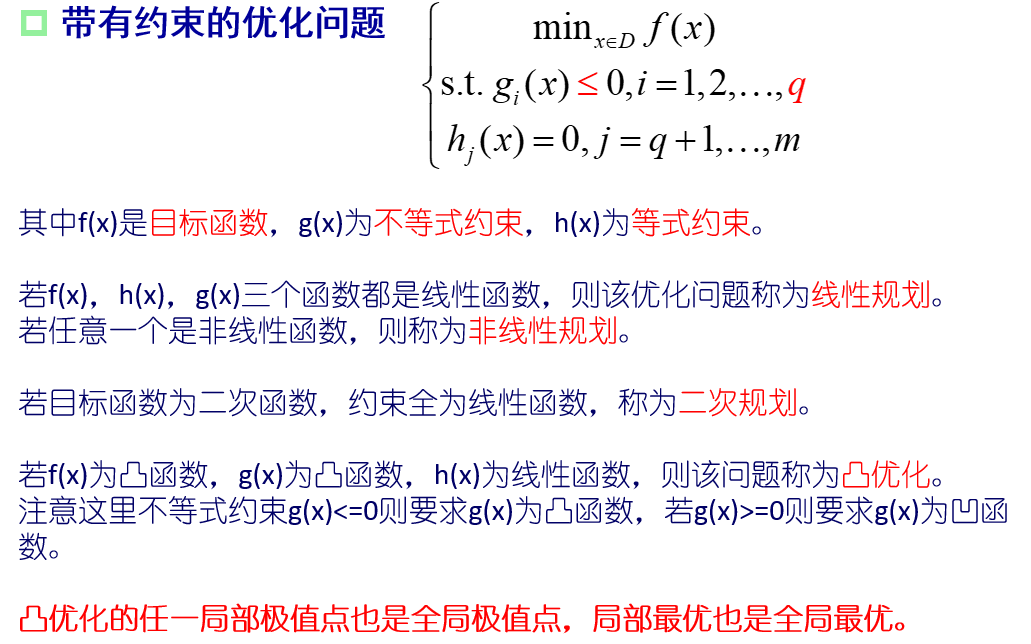 带有约束的优化问题
min_{x∈D} f(x)
s.t. g_i(x) ≤ 0, i = 1,2,…,q
h_j(x) = 0, j = q+1,…,m
其中f(x)是目标函数，g(x)为不等式约束，h(x)为等式约束。
若f(x)，h(x)，g(x)三个函数都是线性函数，则该优化问题称为线性规划。
若任意一个是非线性函数，则称为非线性规划。
若目标函数为二次函数，约束全为线性函数，称为二次规划。
若f(x)为凸函数，g(x)为凸函数，h(x)为线性函数，则该问题称为凸优化。
注意这里不等式约束g(x)<=0则要求g(x)为凸函数，若g(x)>=0则要求g(x)为凹函
数。
凸优化的任一局部极值点也是全局极值点，局部最优也是全局最优。